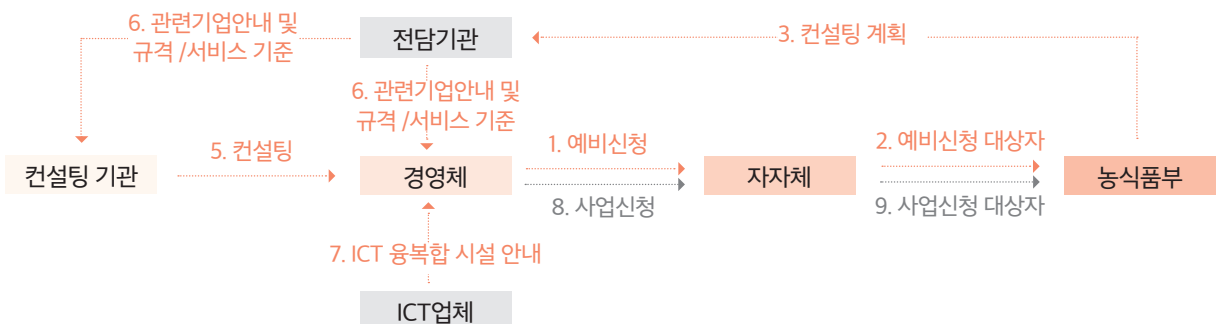 6. 관련기업안내 및
규격 /서비스 기준
전담기관
3. 컨설팅 계획
6. 관련기업안내 및
규격 /서비스 기준
컨설팅 기관
5. 컨설팅
경영체
1. 예비신청
8. 사업신청
자자체
2. 예비신청 대상자
9. 사업신청 대상자
농식품부
7. ICT 융복합 시설 안내
ICT업체